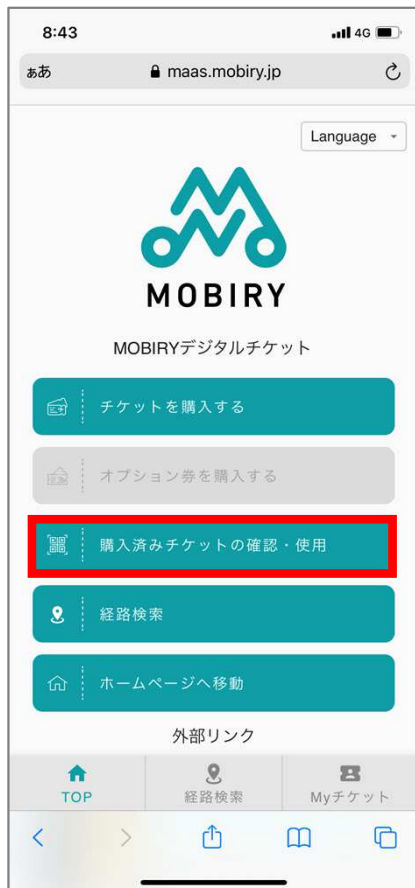 8:43
4G
ああ
maas.mobiry.jp
Language
MOBIRY
MOBIRYデジタルチケット
チケットを購入する
オプション券を購入する
購入済みチケットの確認・使用
経路検索
ホームページへ移動
外部リンク
TOP
経路検索
Myチケット